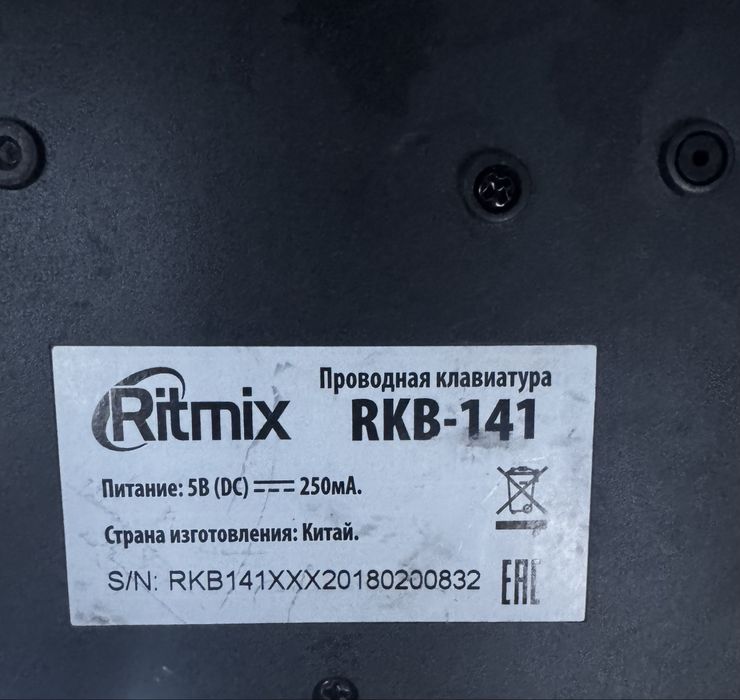 Ritmix
Проводная клавиатура
RKB-141
Питание: 5В (DC) 250мА.
Страна изготовления: Китай.
S/N: RKB141XXX20180200832
EAC